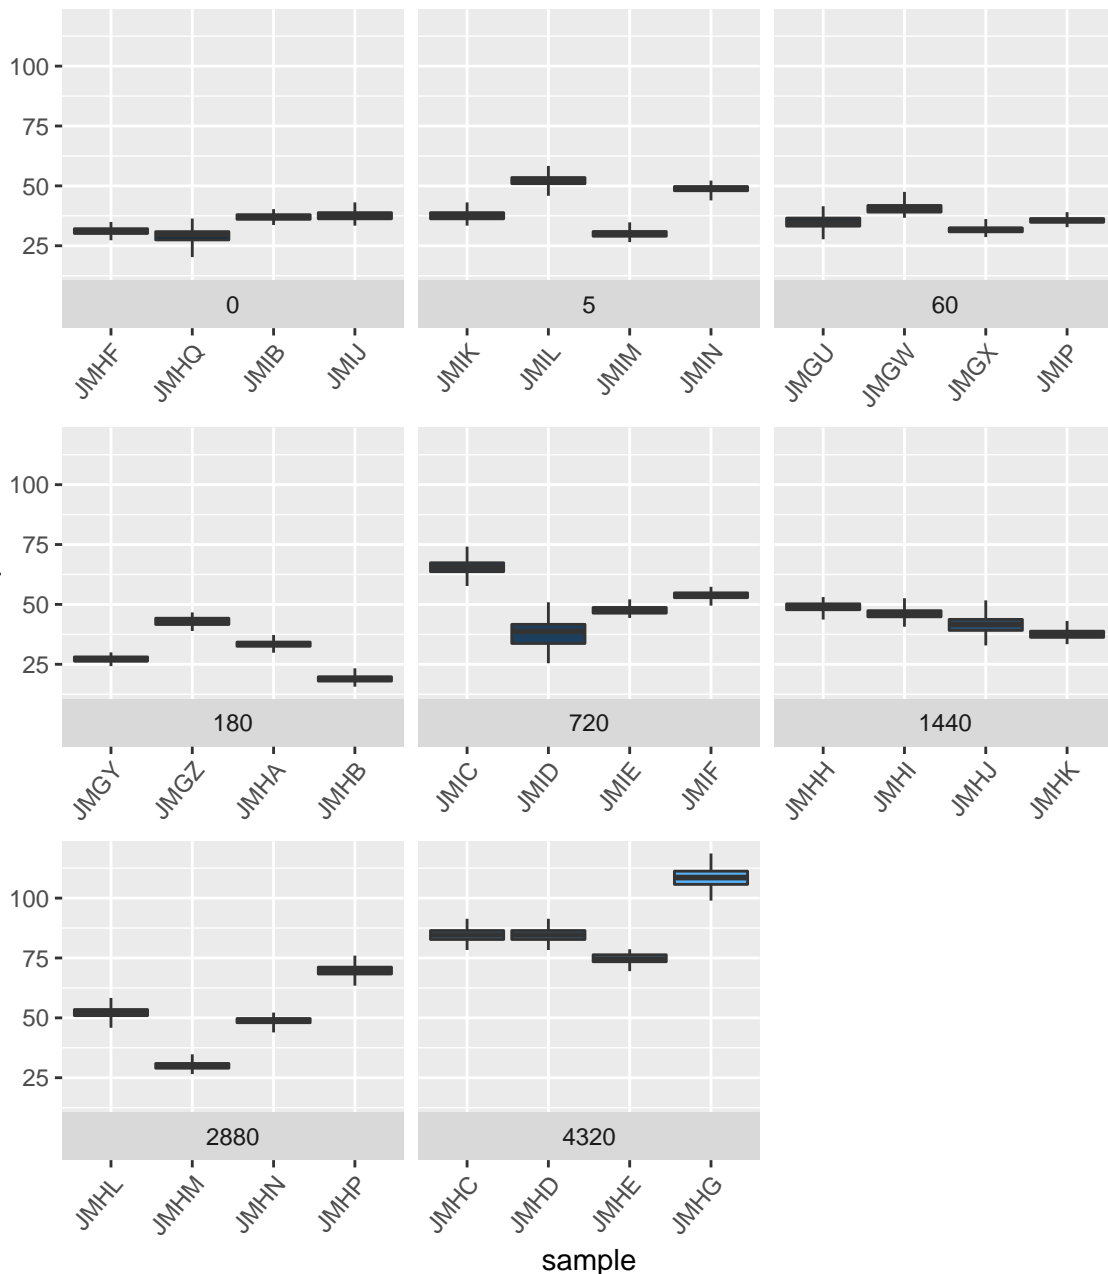 100
75
50
25
0 5 60
JMHF JMHQ JMIB JMIJ JMIK JMIL JMIM JMIN JMGU JMGW JMGX JMIP
100
75
50
25
180 720 1440
JMGY JMGZ JMHA JMHB JMIC JMID JMIE JMIF JMHH JMHI JMHJ JMHK
100
75
50
25
2880 4320
JMHL JMHM JMHN JMHP JMHC JMHD JMHE JMHG
sample